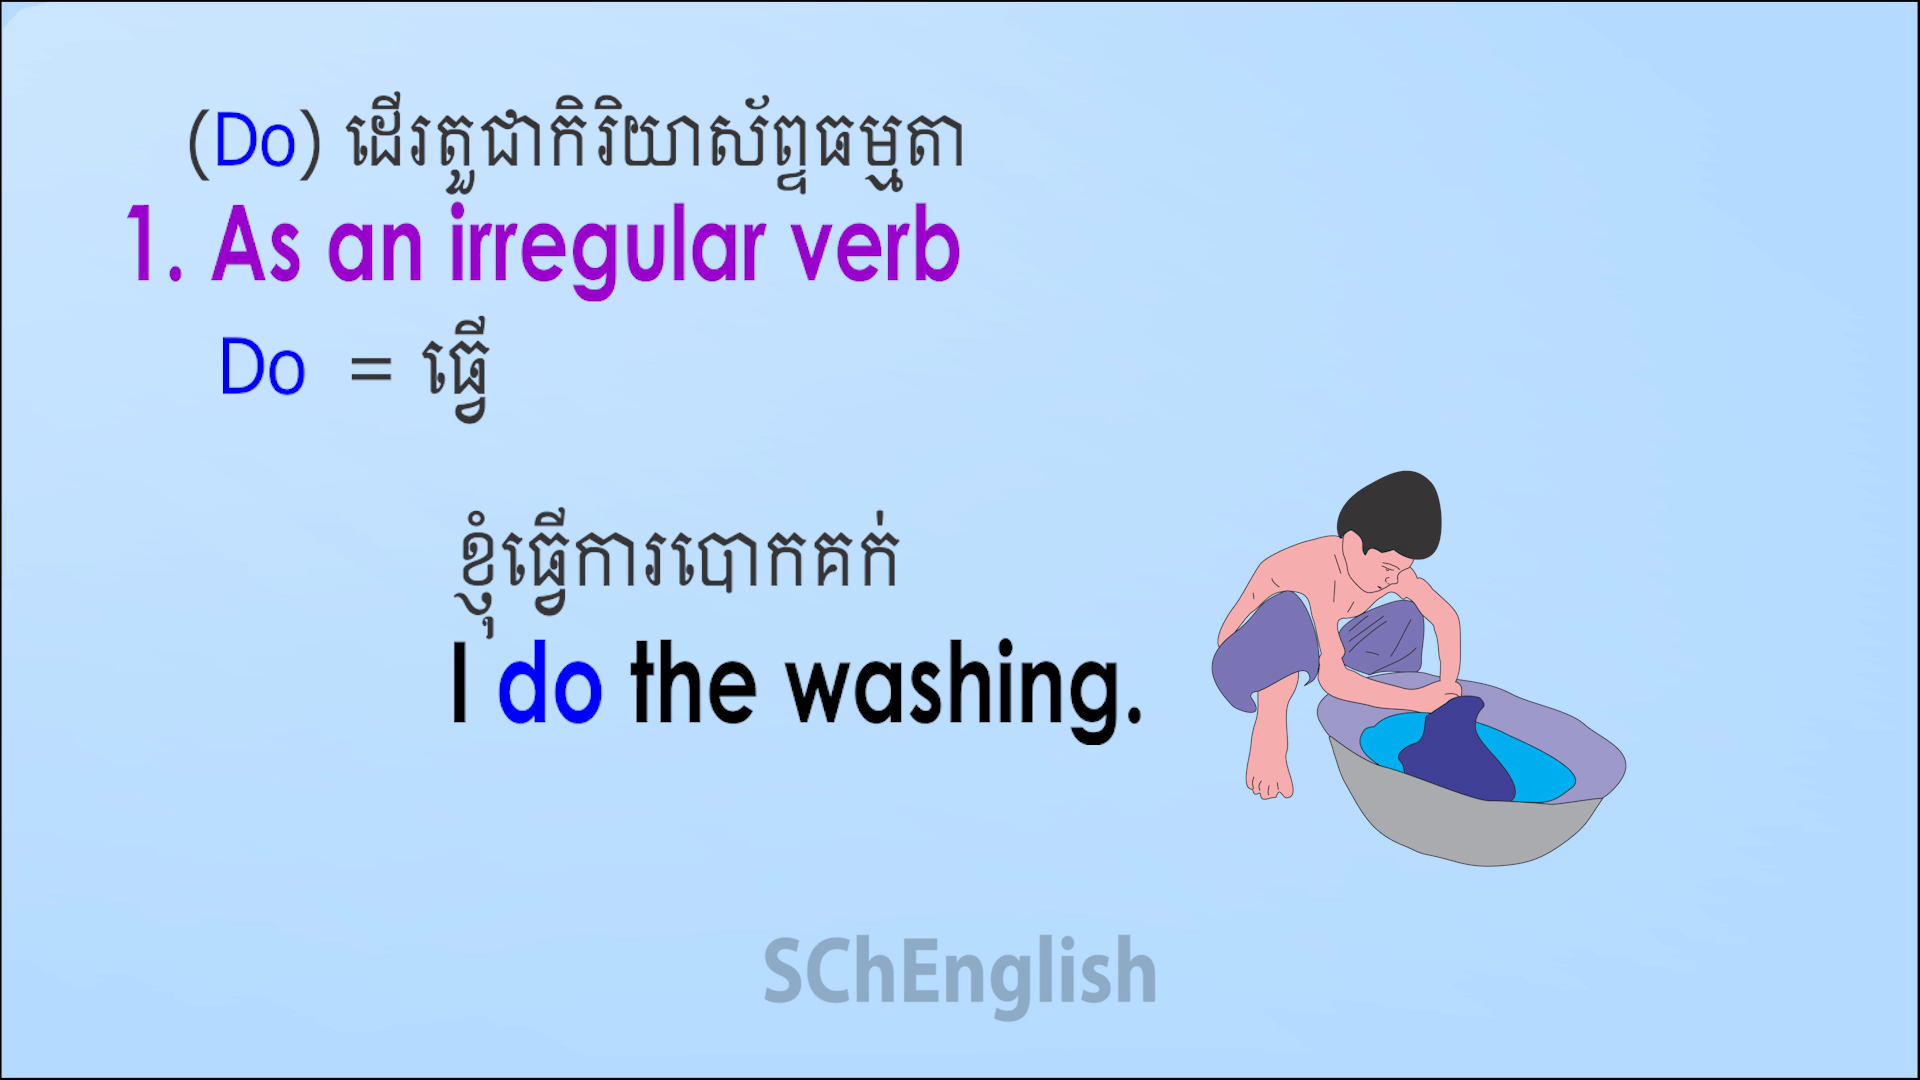 (Do) ដើរតួជាកិរិយាស័ព្ទធម្មតា
1. As an irregular verb
Do = ធ្វើ
ខ្ញុំធ្វើការបោកគក់
I do the washing.
SChEnglish